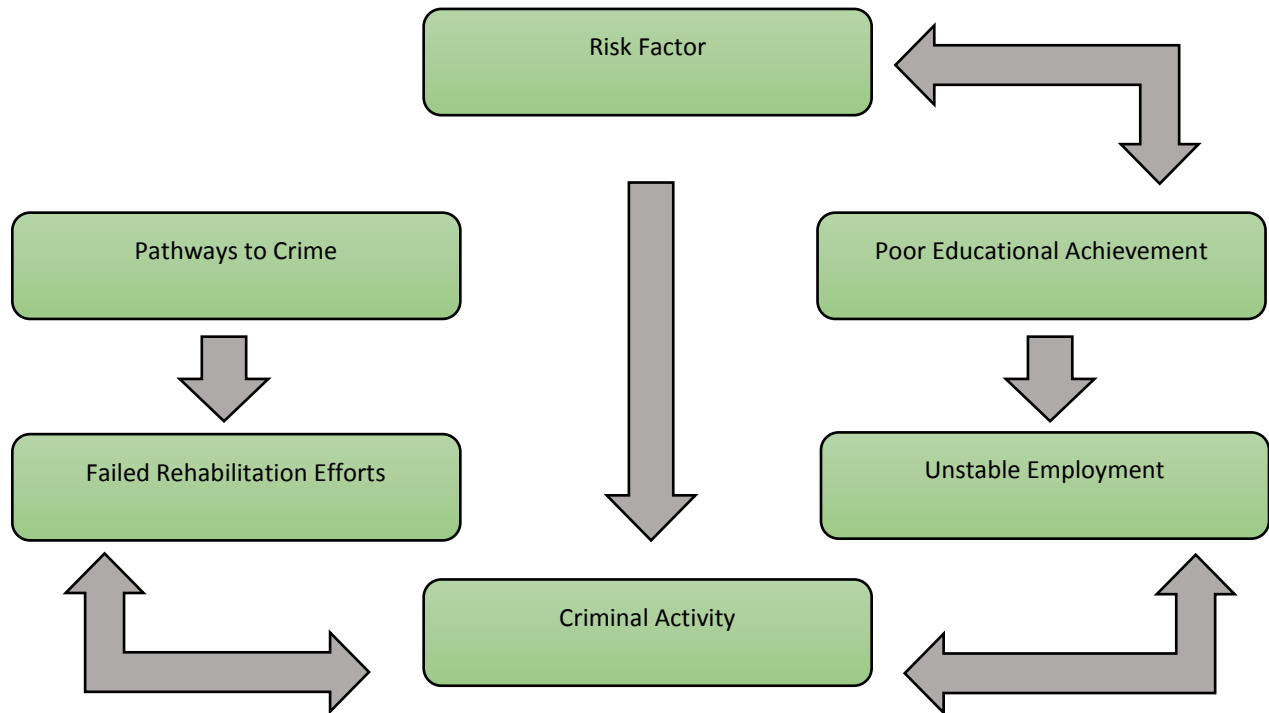 Risk Factor
Pathways to Crime
Poor Educational Achievement
Failed Rehabilitation Efforts
Unstable Employment
Criminal Activity